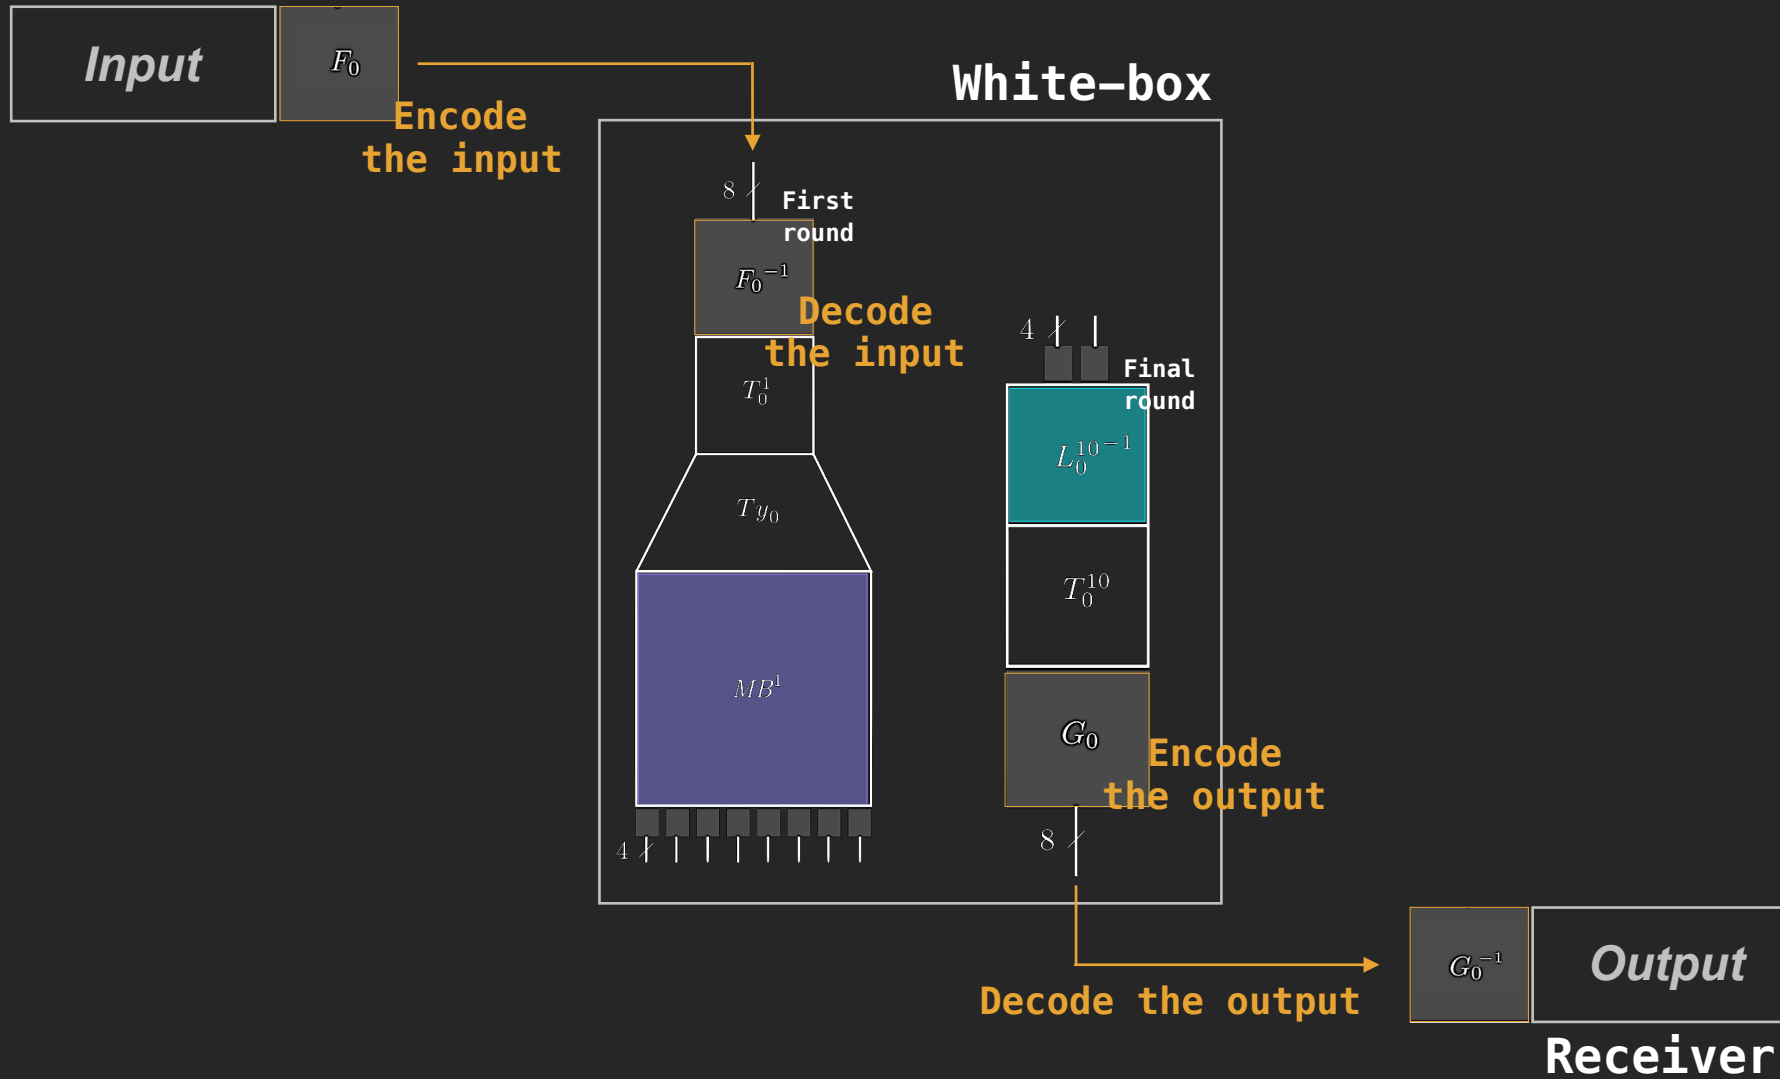 Input
F₀
Encode
the input
White-box
8
First
round
F₀⁻¹
Decode
the input
T₀¹
Ty₀
MB¹
4
4
Final
round
L₀¹⁰⁻¹
T₀¹⁰
G₀
Encode
the output
8
Decode the output
G₀⁻¹
Output
Receiver